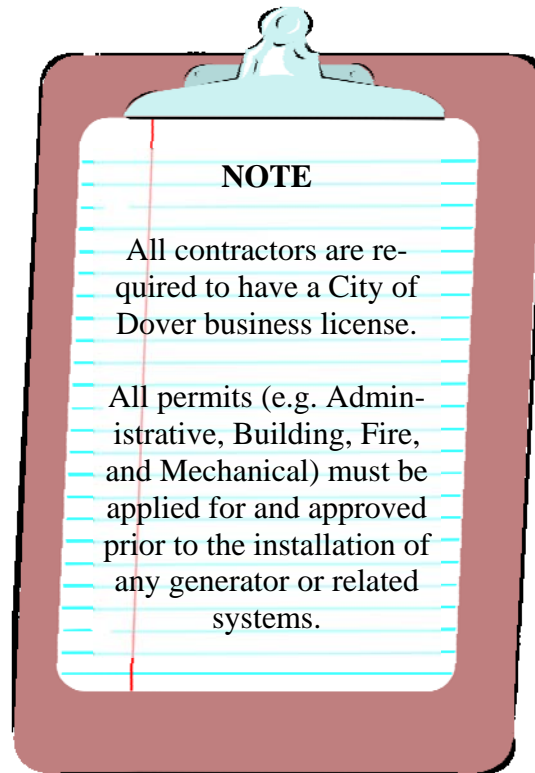 NOTE
All contractors are re-
quired to have a City of
Dover business license.
All permits (e.g. Admin-
istrative, Building, Fire,
and Mechanical) must be
applied for and approved
prior to the installation of
any generator or related
systems.